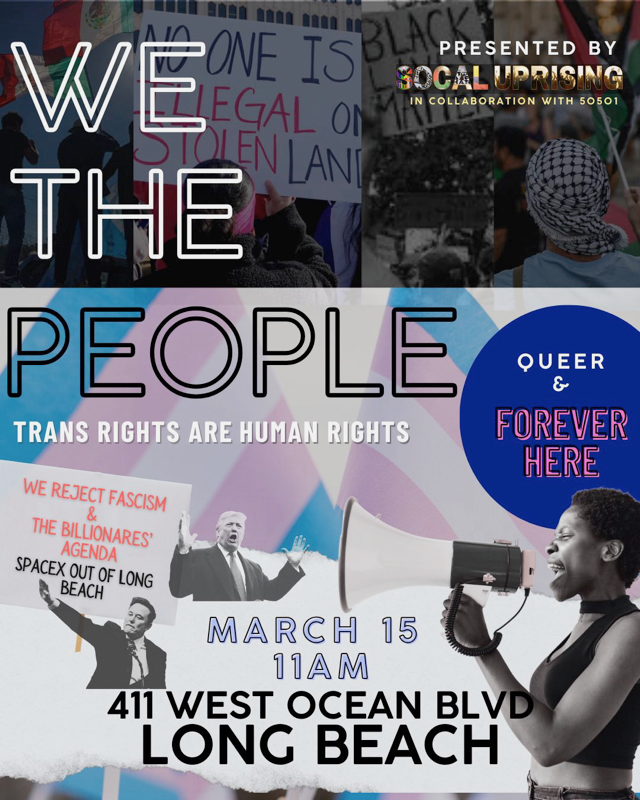 WE
THE
PEOPLE
NO ONE IS
ILLEGAL ON
STOLEN LAND
BLACK
PRESENTED BY
SOCAL UPRISING
IN COLLABORATION WITH 50501
TRANS RIGHTS ARE HUMAN RIGHTS
QUEER
&
FOREVER
HERE
WE REJECT FASCISM
&
THE BILLIONARES'
AGENDA
SPACEX OUT OF LONG
BEACH
MARCH 15
11AM
411 WEST OCEAN BLVD
LONG BEACH